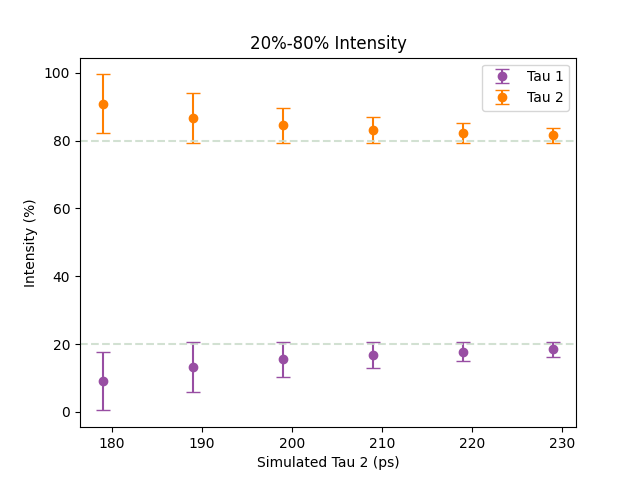 20%-80% Intensity
Tau 1
Tau 2
Intensity (%)
100
80
60
40
20
0
180 190 200 210 220 230
Simulated Tau 2 (ps)